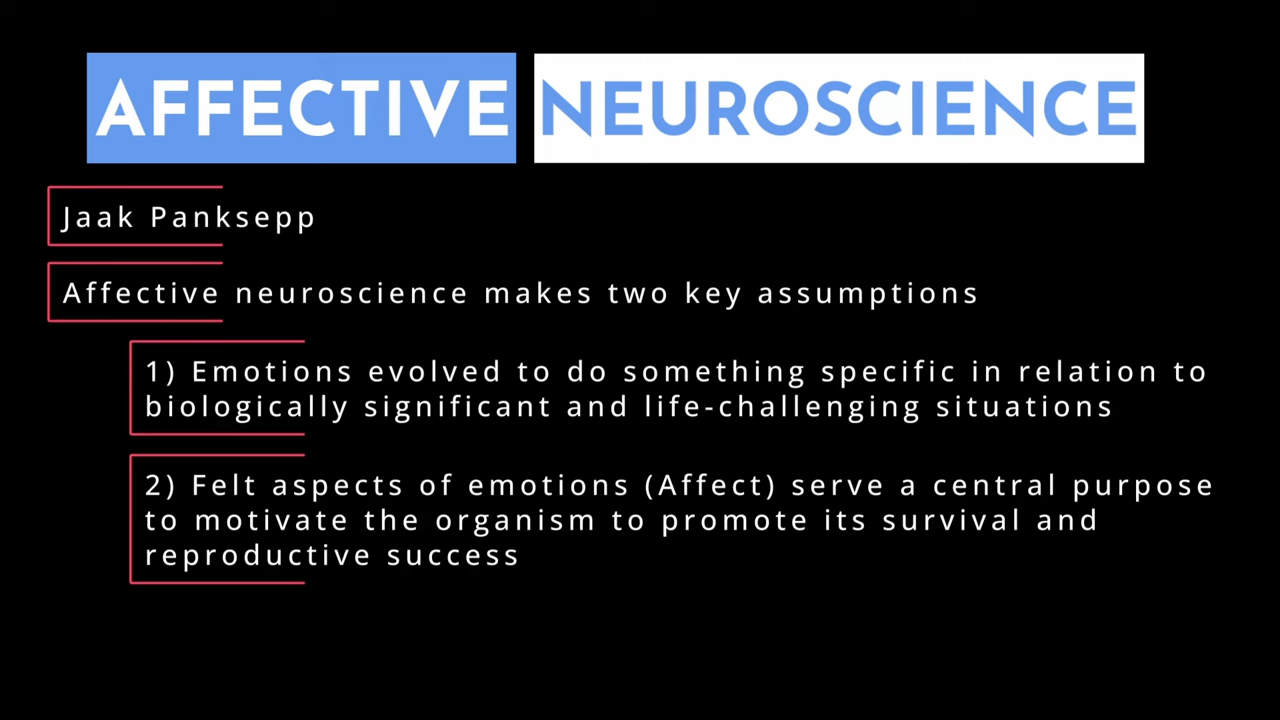 AFFECTIVE NEUROSCIENCE
Jaak Panksepp
Affective neuroscience makes two key assumptions
1) Emotions evolved to do something specific in relation to
biologically significant and life-challenging situations
2) Felt aspects of emotions (Affect) serve a central purpose
to motivate the organism to promote its survival and
reproductive success